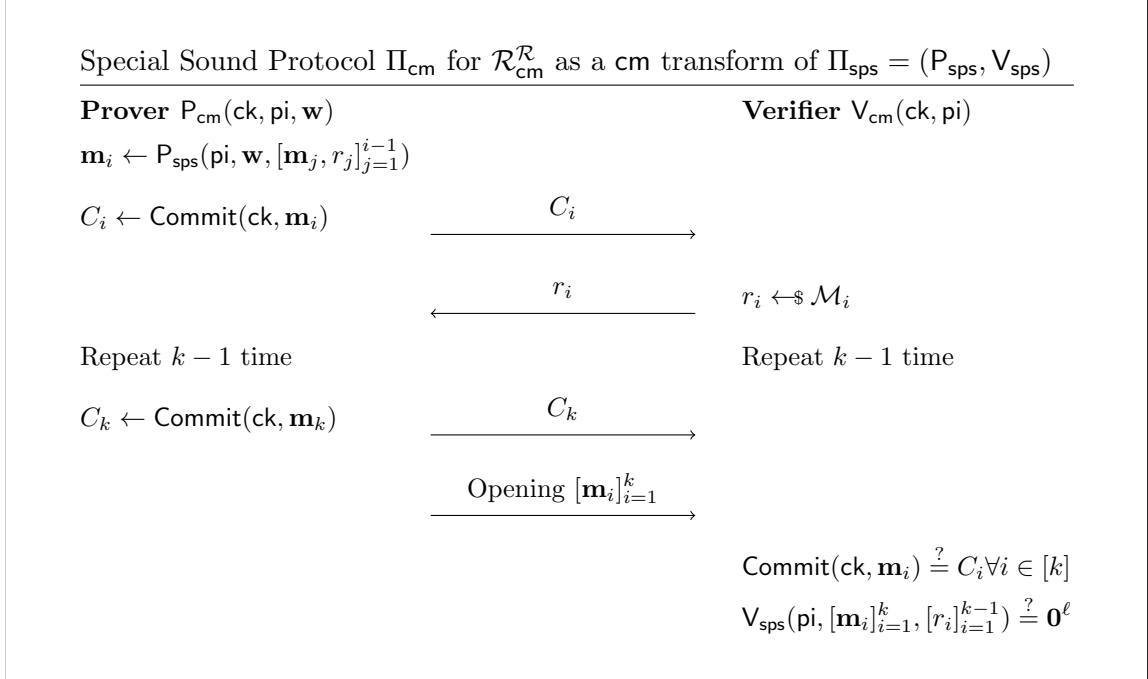 Special Sound Protocol Π_cm for ℛ^ℛ_cm as a cm transform of Π_sps = (P_sps, V_sps)
Prover P_cm(ck, pi, w) Verifier V_cm(ck, pi)
m_i ← P_sps(pi, w, [m_j, r_j]_{j=1}^{i−1})
C_i ← Commit(ck, m_i) C_i
r_i r_i ←$ ℳ_i
Repeat k − 1 time Repeat k − 1 time
C_k ← Commit(ck, m_k) C_k
Opening [m_i]_{i=1}^{k}
Commit(ck, m_i) ≟ C_i∀i ∈ [k]
V_sps(pi, [m_i]_{i=1}^{k}, [r_i]_{i=1}^{k−1}) ≟ 0^ℓ